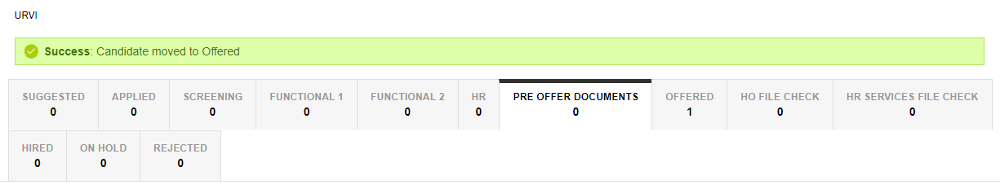 URVI
Success: Candidate moved to Offered
SUGGESTED APPLIED SCREENING FUNCTIONAL 1 FUNCTIONAL 2 HR PRE OFFER DOCUMENTS OFFERED HO FILE CHECK HR SERVICES FILE CHECK
0 0 0 0 0 0 0 1 0 0
HIRED ON HOLD REJECTED
0 0 0